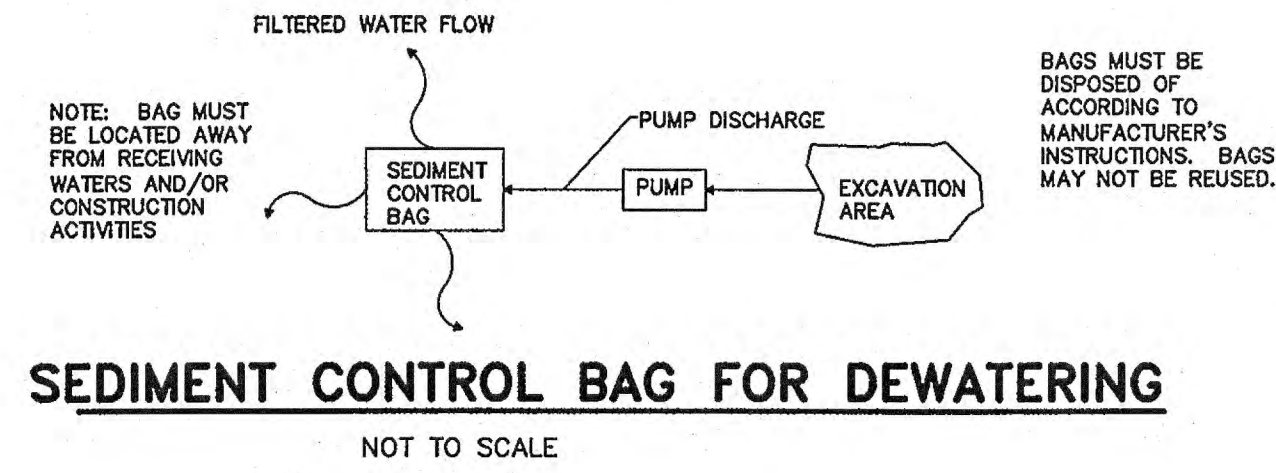 FILTERED WATER FLOW
NOTE: BAG MUST
BE LOCATED AWAY
FROM RECEIVING
WATERS AND/OR
CONSTRUCTION
ACTIVITIES
SEDIMENT
CONTROL
BAG
PUMP DISCHARGE
PUMP
EXCAVATION
AREA
BAGS MUST BE
DISPOSED OF
ACCORDING TO
MANUFACTURER'S
INSTRUCTIONS. BAGS
MAY NOT BE REUSED.
SEDIMENT CONTROL BAG FOR DEWATERING
NOT TO SCALE